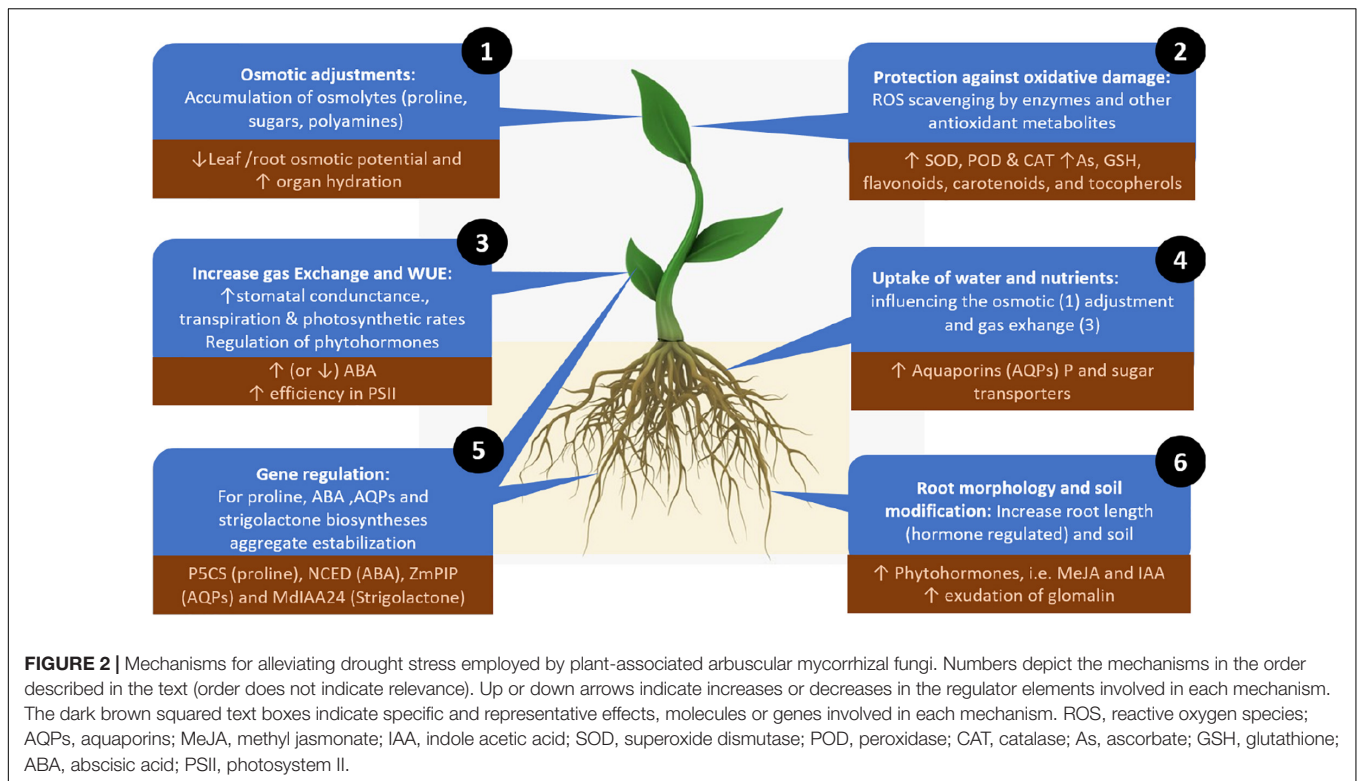 1
Osmotic adjustments:
Accumulation of osmolytes (proline,
sugars, polyamines)
↓Leaf /root osmotic potential and
↑ organ hydration
2
Protection against oxidative damage:
ROS scavenging by enzymes and other
antioxidant metabolites
↑ SOD, POD & CAT ↑As, GSH,
flavonoids, carotenoids, and tocopherols
3
Increase gas Exchange and WUE:
↑stomatal condunctance.,
transpiration & photosynthetic rates
Regulation of phytohormones
↑ (or ↓) ABA
↑ efficiency in PSII
4
Uptake of water and nutrients:
influencing the osmotic (1) adjustment
and gas exhange (3)
↑ Aquaporins (AQPs) P and sugar
transporters
5
Gene regulation:
For proline, ABA ,AQPs and
strigolactone biosyntheses
aggregate estabilization
P5CS (proline), NCED (ABA), ZmPIP
(AQPs) and MdIAA24 (Strigolactone)
6
Root morphology and soil
modification: Increase root length
(hormone regulated) and soil
↑ Phytohormones, i.e. MeJA and IAA
↑ exudation of glomalin
FIGURE 2 | Mechanisms for alleviating drought stress employed by plant-associated arbuscular mycorrhizal fungi. Numbers depict the mechanisms in the order
described in the text (order does not indicate relevance). Up or down arrows indicate increases or decreases in the regulator elements involved in each mechanism.
The dark brown squared text boxes indicate specific and representative effects, molecules or genes involved in each mechanism. ROS, reactive oxygen species;
AQPs, aquaporins; MeJA, methyl jasmonate; IAA, indole acetic acid; SOD, superoxide dismutase; POD, peroxidase; CAT, catalase; As, ascorbate; GSH, glutathione;
ABA, abscisic acid; PSII, photosystem II.